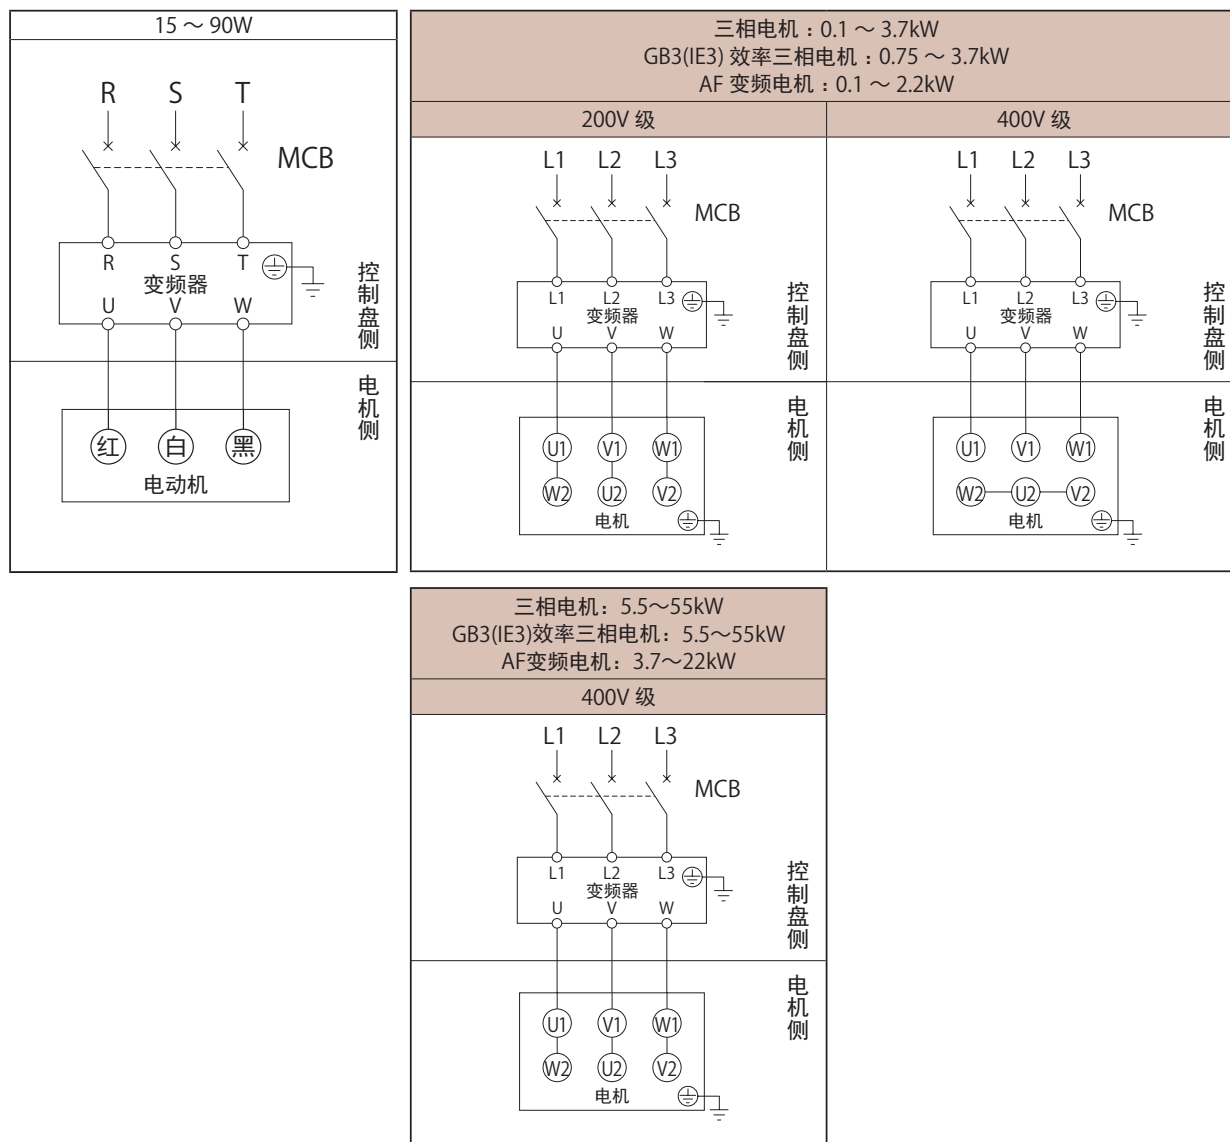 15 ～ 90W
R S T
MCB
R S T
变频器
U V W
控制盘侧
电机侧
红 白 黑
电动机
三相电机：0.1 ～ 3.7kW
GB3(IE3) 效率三相电机：0.75 ～ 3.7kW
AF 变频电机：0.1 ～ 2.2kW
200V 级
L1 L2 L3
MCB
L1 L2 L3
变频器
U V W
控制盘侧
电机侧
U1 V1 W1
W2 U2 V2
电机
400V 级
L1 L2 L3
MCB
L1 L2 L3
变频器
U V W
控制盘侧
电机侧
U1 V1 W1
W2 U2 V2
电机
三相电机：5.5～55kW
GB3(IE3)效率三相电机：5.5～55kW
AF变频电机：3.7～22kW
400V 级
L1 L2 L3
MCB
L1 L2 L3
变频器
U V W
控制盘侧
电机侧
U1 V1 W1
W2 U2 V2
电机